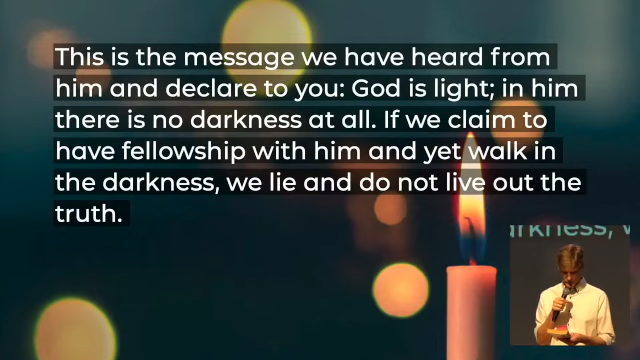 This is the message we have heard from
him and declare to you: God is light; in him
there is no darkness at all. If we claim to
have fellowship with him and yet walk in
the darkness, we lie and do not live out the
truth.
arkness, w